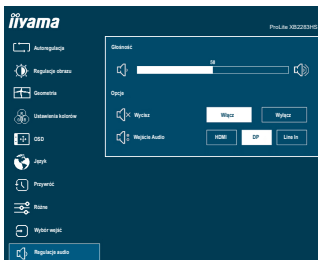 iiyama
ProLite XB2283HS
Autoregulacja
Regulacja obrazu
Geometria
Ustawienia kolorów
OSD
Język
Przywróć
Różne
Wybór wejść
Regulacja audio
Głośność
38
Opcje
Wycisz
Włącz
Wyłącz
Wejście Audio
HDMI
DP
Line In